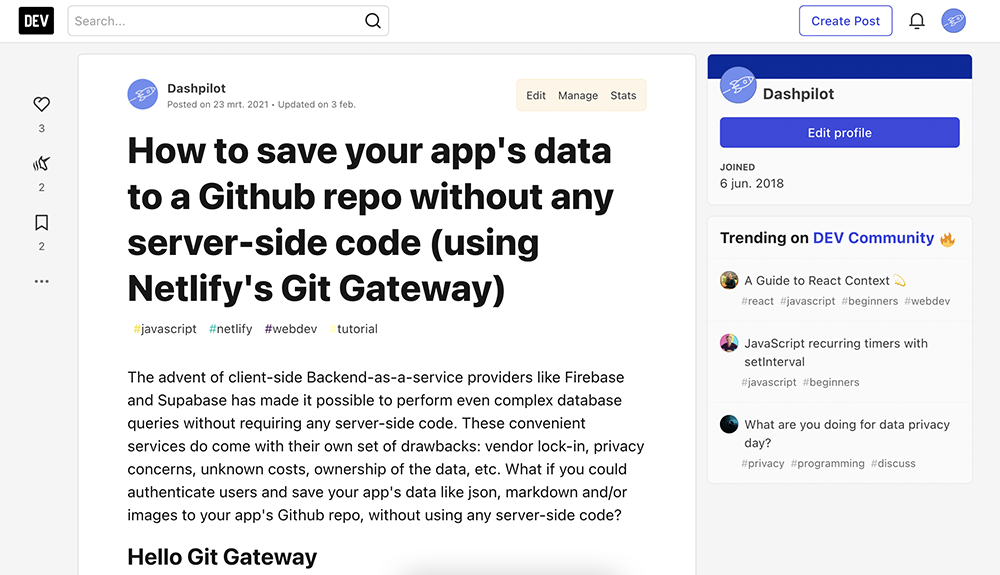 DEV
Search...
Create Post
3
2
2
Dashpilot
Posted on 23 mrt. 2021 • Updated on 3 feb.
Edit Manage Stats
How to save your app's data
to a Github repo without any
server-side code (using
Netlify's Git Gateway)
#javascript #netlify #webdev #tutorial
The advent of client-side Backend-as-a-service providers like Firebase
and Supabase has made it possible to perform even complex database
queries without requiring any server-side code. These convenient
services do come with their own set of drawbacks: vendor lock-in, privacy
concerns, unknown costs, ownership of the data, etc. What if you could
authenticate users and save your app's data like json, markdown and/or
images to your app's Github repo, without using any server-side code?
Hello Git Gateway
Dashpilot
Edit profile
JOINED
6 jun. 2018
Trending on DEV Community 🔥
A Guide to React Context 💫
#react #javascript #beginners #webdev
JavaScript recurring timers with
setInterval
#javascript #beginners
What are you doing for data privacy
day?
#privacy #programming #discuss